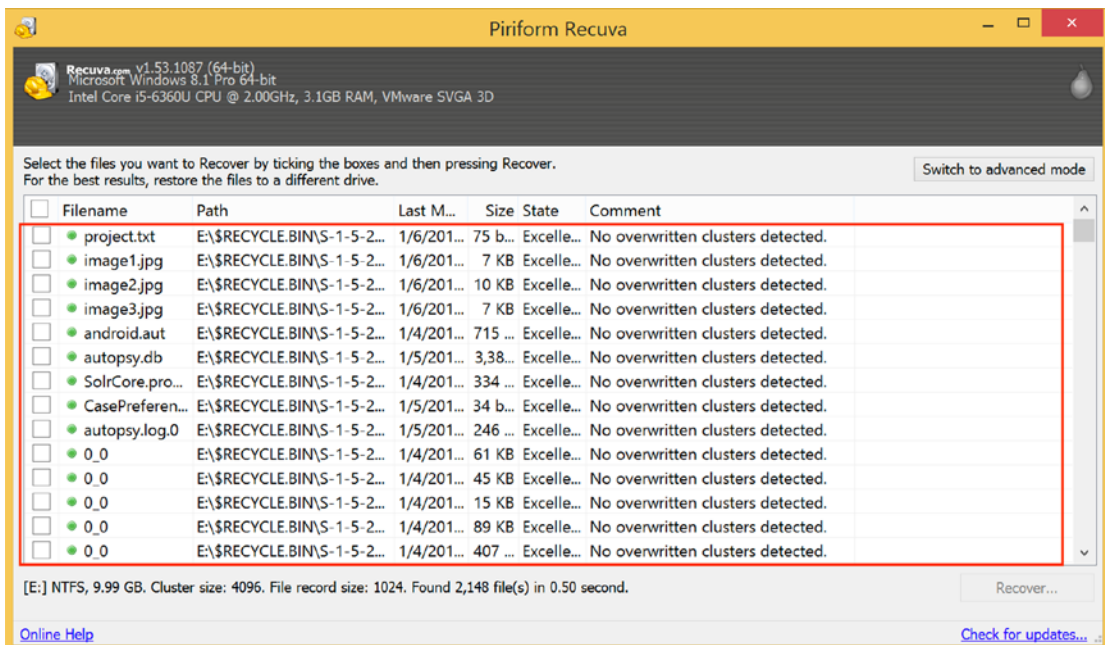 Piriform Recuva
Recuva.com v1.53.1087 (64-bit)
Microsoft Windows 8.1 Pro 64-bit
Intel Core i5-6360U CPU @ 2.00GHz, 3.1GB RAM, VMware SVGA 3D
Select the files you want to Recover by ticking the boxes and then pressing Recover.
For the best results, restore the files to a different drive.
Switch to advanced mode
Filename Path Last M... Size State Comment
project.txt E:\$RECYCLE.BIN\S-1-5-2... 1/6/201... 75 b... Excelle... No overwritten clusters detected.
image1.jpg E:\$RECYCLE.BIN\S-1-5-2... 1/6/201... 7 KB Excelle... No overwritten clusters detected.
image2.jpg E:\$RECYCLE.BIN\S-1-5-2... 1/6/201... 10 KB Excelle... No overwritten clusters detected.
image3.jpg E:\$RECYCLE.BIN\S-1-5-2... 1/6/201... 7 KB Excelle... No overwritten clusters detected.
android.aut E:\$RECYCLE.BIN\S-1-5-2... 1/4/201... 715 ... Excelle... No overwritten clusters detected.
autopsy.db E:\$RECYCLE.BIN\S-1-5-2... 1/5/201... 3,38... Excelle... No overwritten clusters detected.
SolrCore.pro... E:\$RECYCLE.BIN\S-1-5-2... 1/4/201... 334 ... Excelle... No overwritten clusters detected.
CasePreferen... E:\$RECYCLE.BIN\S-1-5-2... 1/5/201... 34 b... Excelle... No overwritten clusters detected.
autopsy.log.0 E:\$RECYCLE.BIN\S-1-5-2... 1/5/201... 246 ... Excelle... No overwritten clusters detected.
0_0 E:\$RECYCLE.BIN\S-1-5-2... 1/4/201... 61 KB Excelle... No overwritten clusters detected.
0_0 E:\$RECYCLE.BIN\S-1-5-2... 1/4/201... 45 KB Excelle... No overwritten clusters detected.
0_0 E:\$RECYCLE.BIN\S-1-5-2... 1/4/201... 15 KB Excelle... No overwritten clusters detected.
0_0 E:\$RECYCLE.BIN\S-1-5-2... 1/4/201... 89 KB Excelle... No overwritten clusters detected.
0_0 E:\$RECYCLE.BIN\S-1-5-2... 1/4/201... 407 ... Excelle... No overwritten clusters detected.
[E:] NTFS, 9.99 GB. Cluster size: 4096. File record size: 1024. Found 2,148 file(s) in 0.50 second.
Recover...
Online Help
Check for updates...